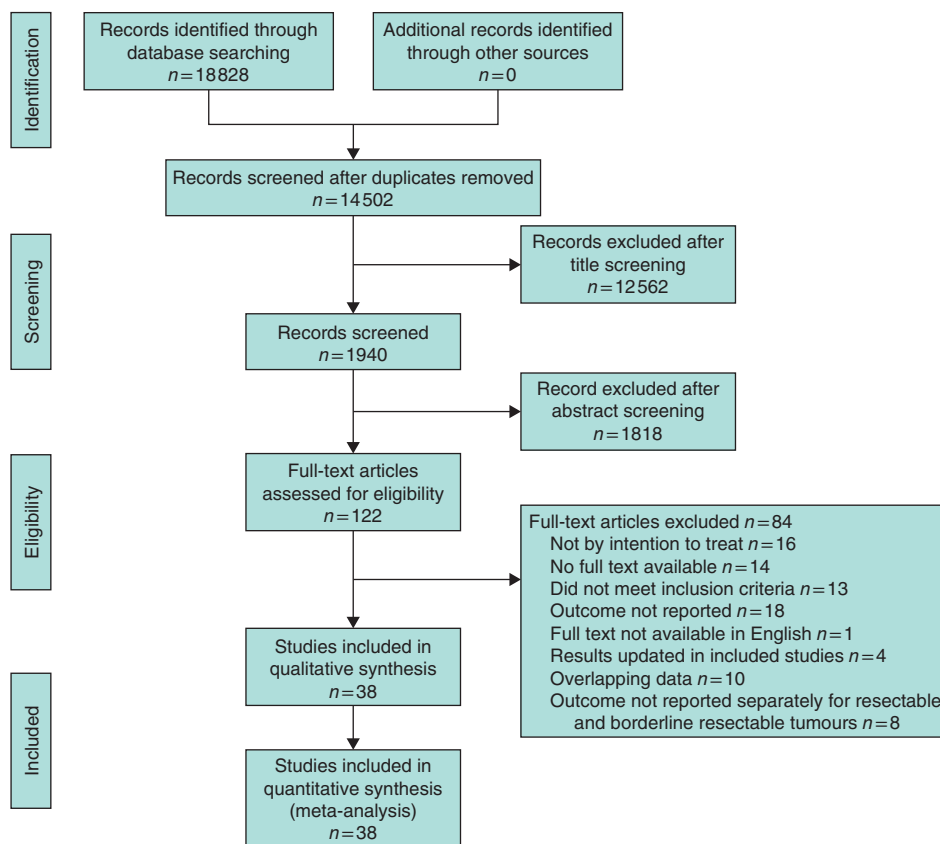 Identification
Records identified through
database searching
n=18828
Additional records identified
through other sources
n=0
Records screened after duplicates removed
n=14502
Screening
Records excluded after
title screening
n=12562
Records screened
n=1940
Record excluded after
abstract screening
n=1818
Eligibility
Full-text articles
assessed for eligibility
n=122
Full-text articles excluded n=84
Not by intention to treat n=16
No full text available n=14
Did not meet inclusion criteria n=13
Outcome not reported n=18
Full text not available in English n=1
Results updated in included studies n=4
Overlapping data n=10
Outcome not reported separately for resectable
and borderline resectable tumours n=8
Included
Studies included in
qualitative synthesis
n=38
Studies included in
quantitative synthesis
(meta-analysis)
n=38